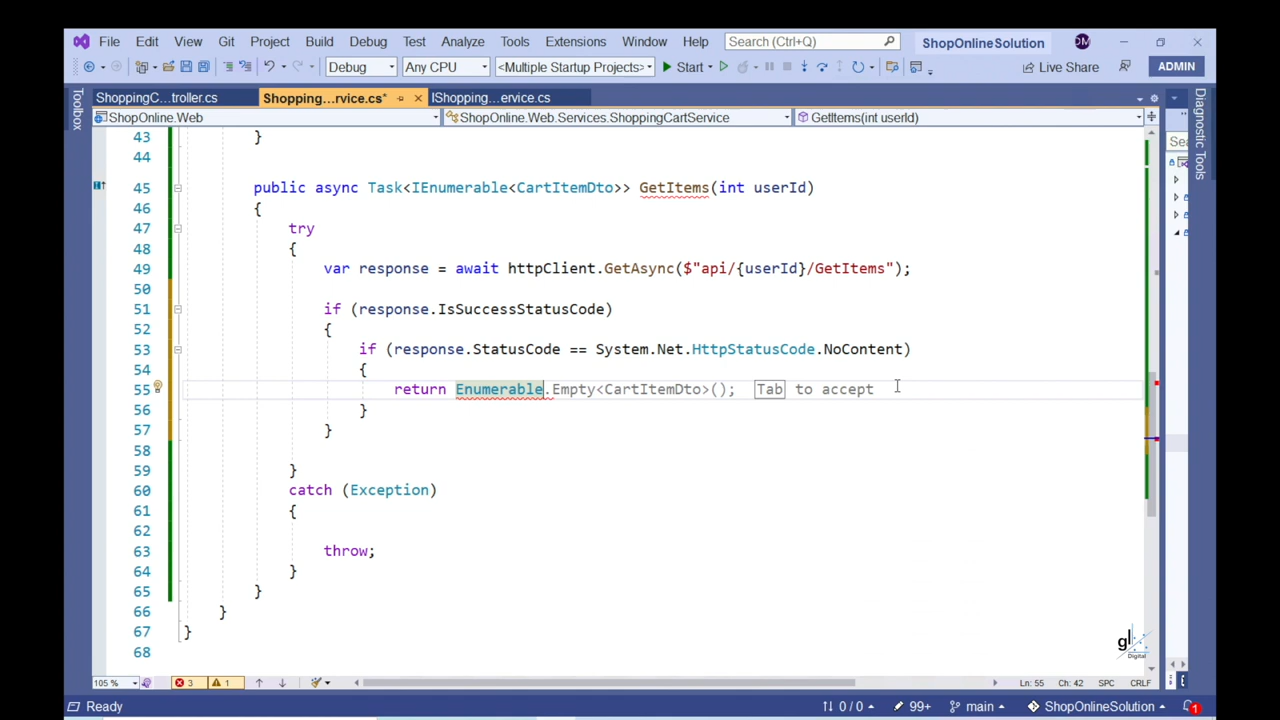 File Edit View Git Project Build Debug Test Analyze Tools Extensions Window Help Search (Ctrl+Q) ShopOnlineSolution DM
Debug Any CPU <Multiple Startup Projects> Start Live Share ADMIN
ShoppingC...troller.cs Shopping....rvice.cs* IShopping....ervice.cs
ShopOnline.Web ShopOnline.Web.Services.ShoppingCartService GetItems(int userId)
Toolbox
Diagnostic Tools
Sea
43 }
44
45 public async Task<IEnumerable<CartItemDto>> GetItems(int userId)
46 {
47 try
48 {
49 var response = await httpClient.GetAsync($"api/{userId}/GetItems");
50
51 if (response.IsSuccessStatusCode)
52 {
53 if (response.StatusCode == System.Net.HttpStatusCode.NoContent)
54 {
55 return Enumerable.Empty<CartItemDto>(); Tab to accept
56 }
57 }
58
59 }
60 catch (Exception)
61 {
62
63 throw;
64 }
65 }
66 }
67 }
68
gl
Digital
105 % 3 1 Ln: 55 Ch: 42 SPC CRLF
Ready 0 / 0 99+ main ShopOnlineSolution 1